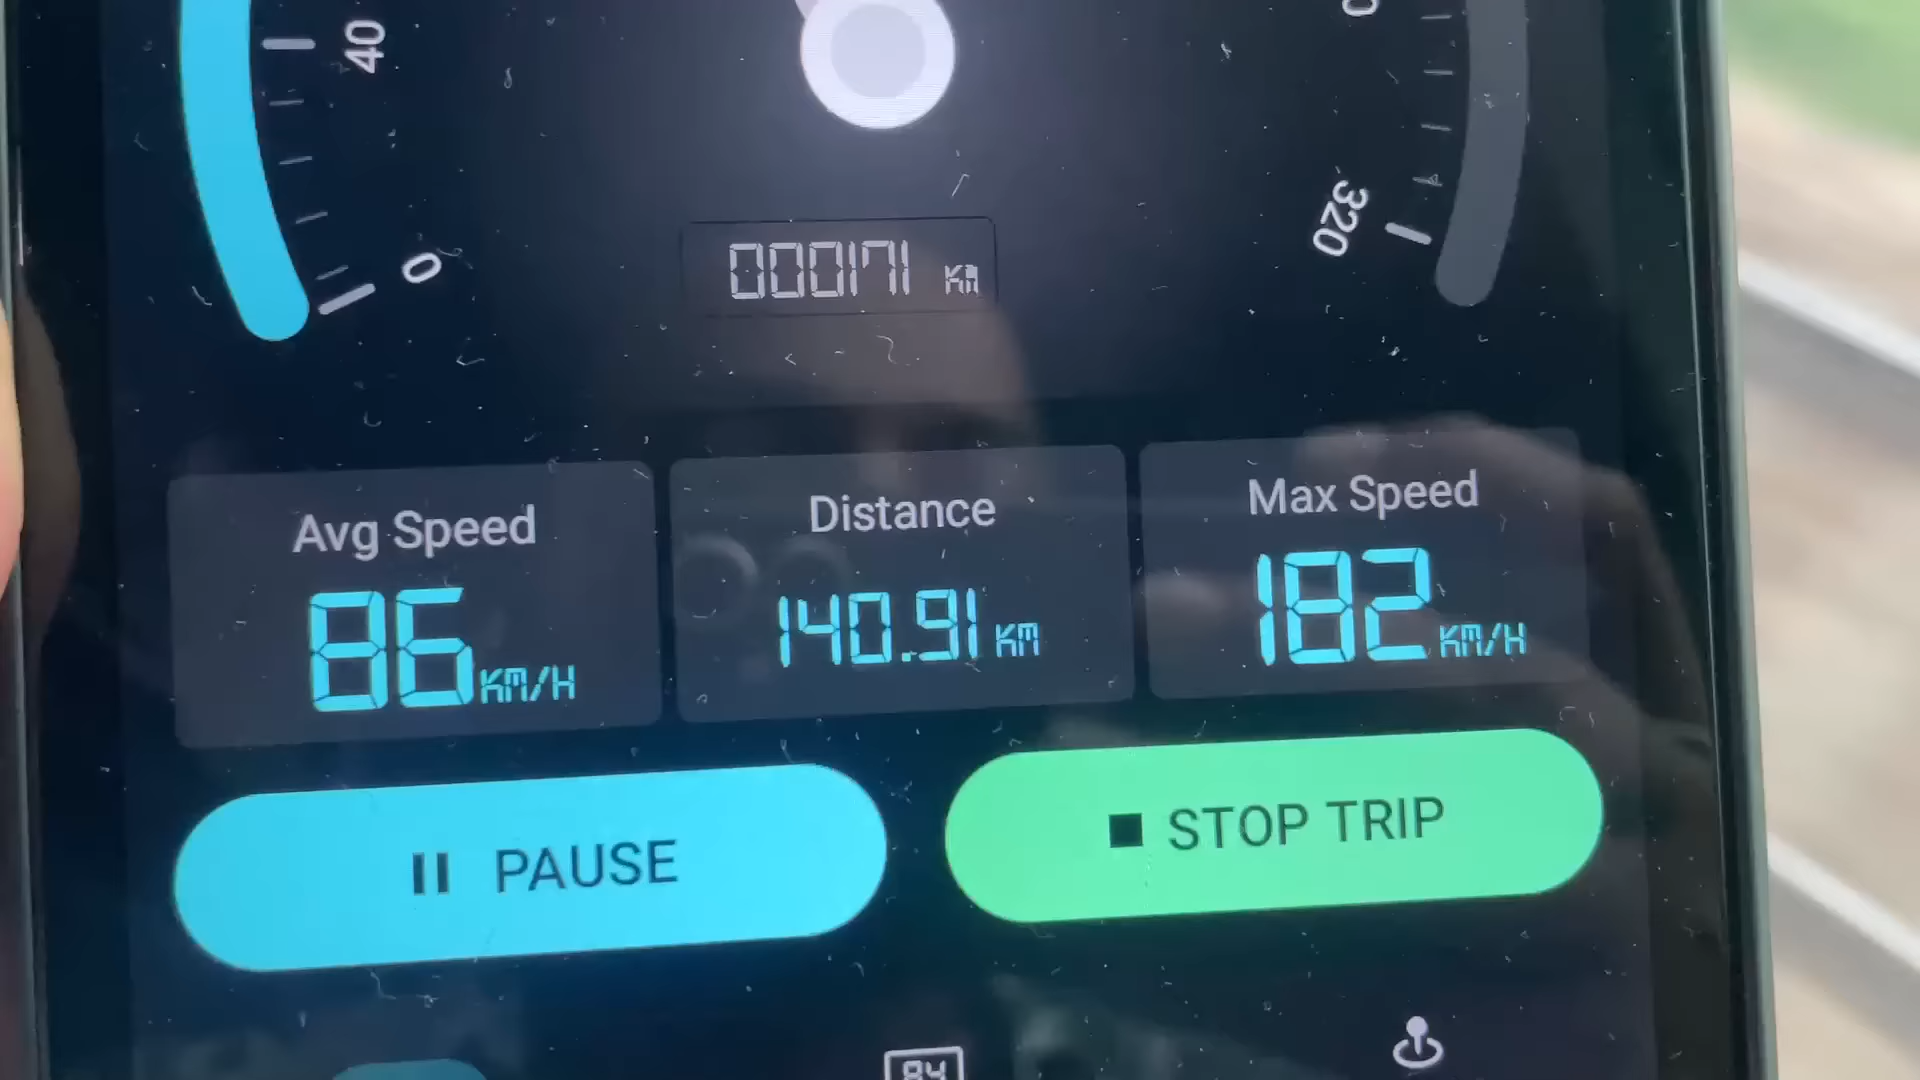 40
0
320
000171 KM
Avg Speed
86 KM/H
Distance
140.91 KM
Max Speed
182 KM/H
PAUSE
STOP TRIP
84